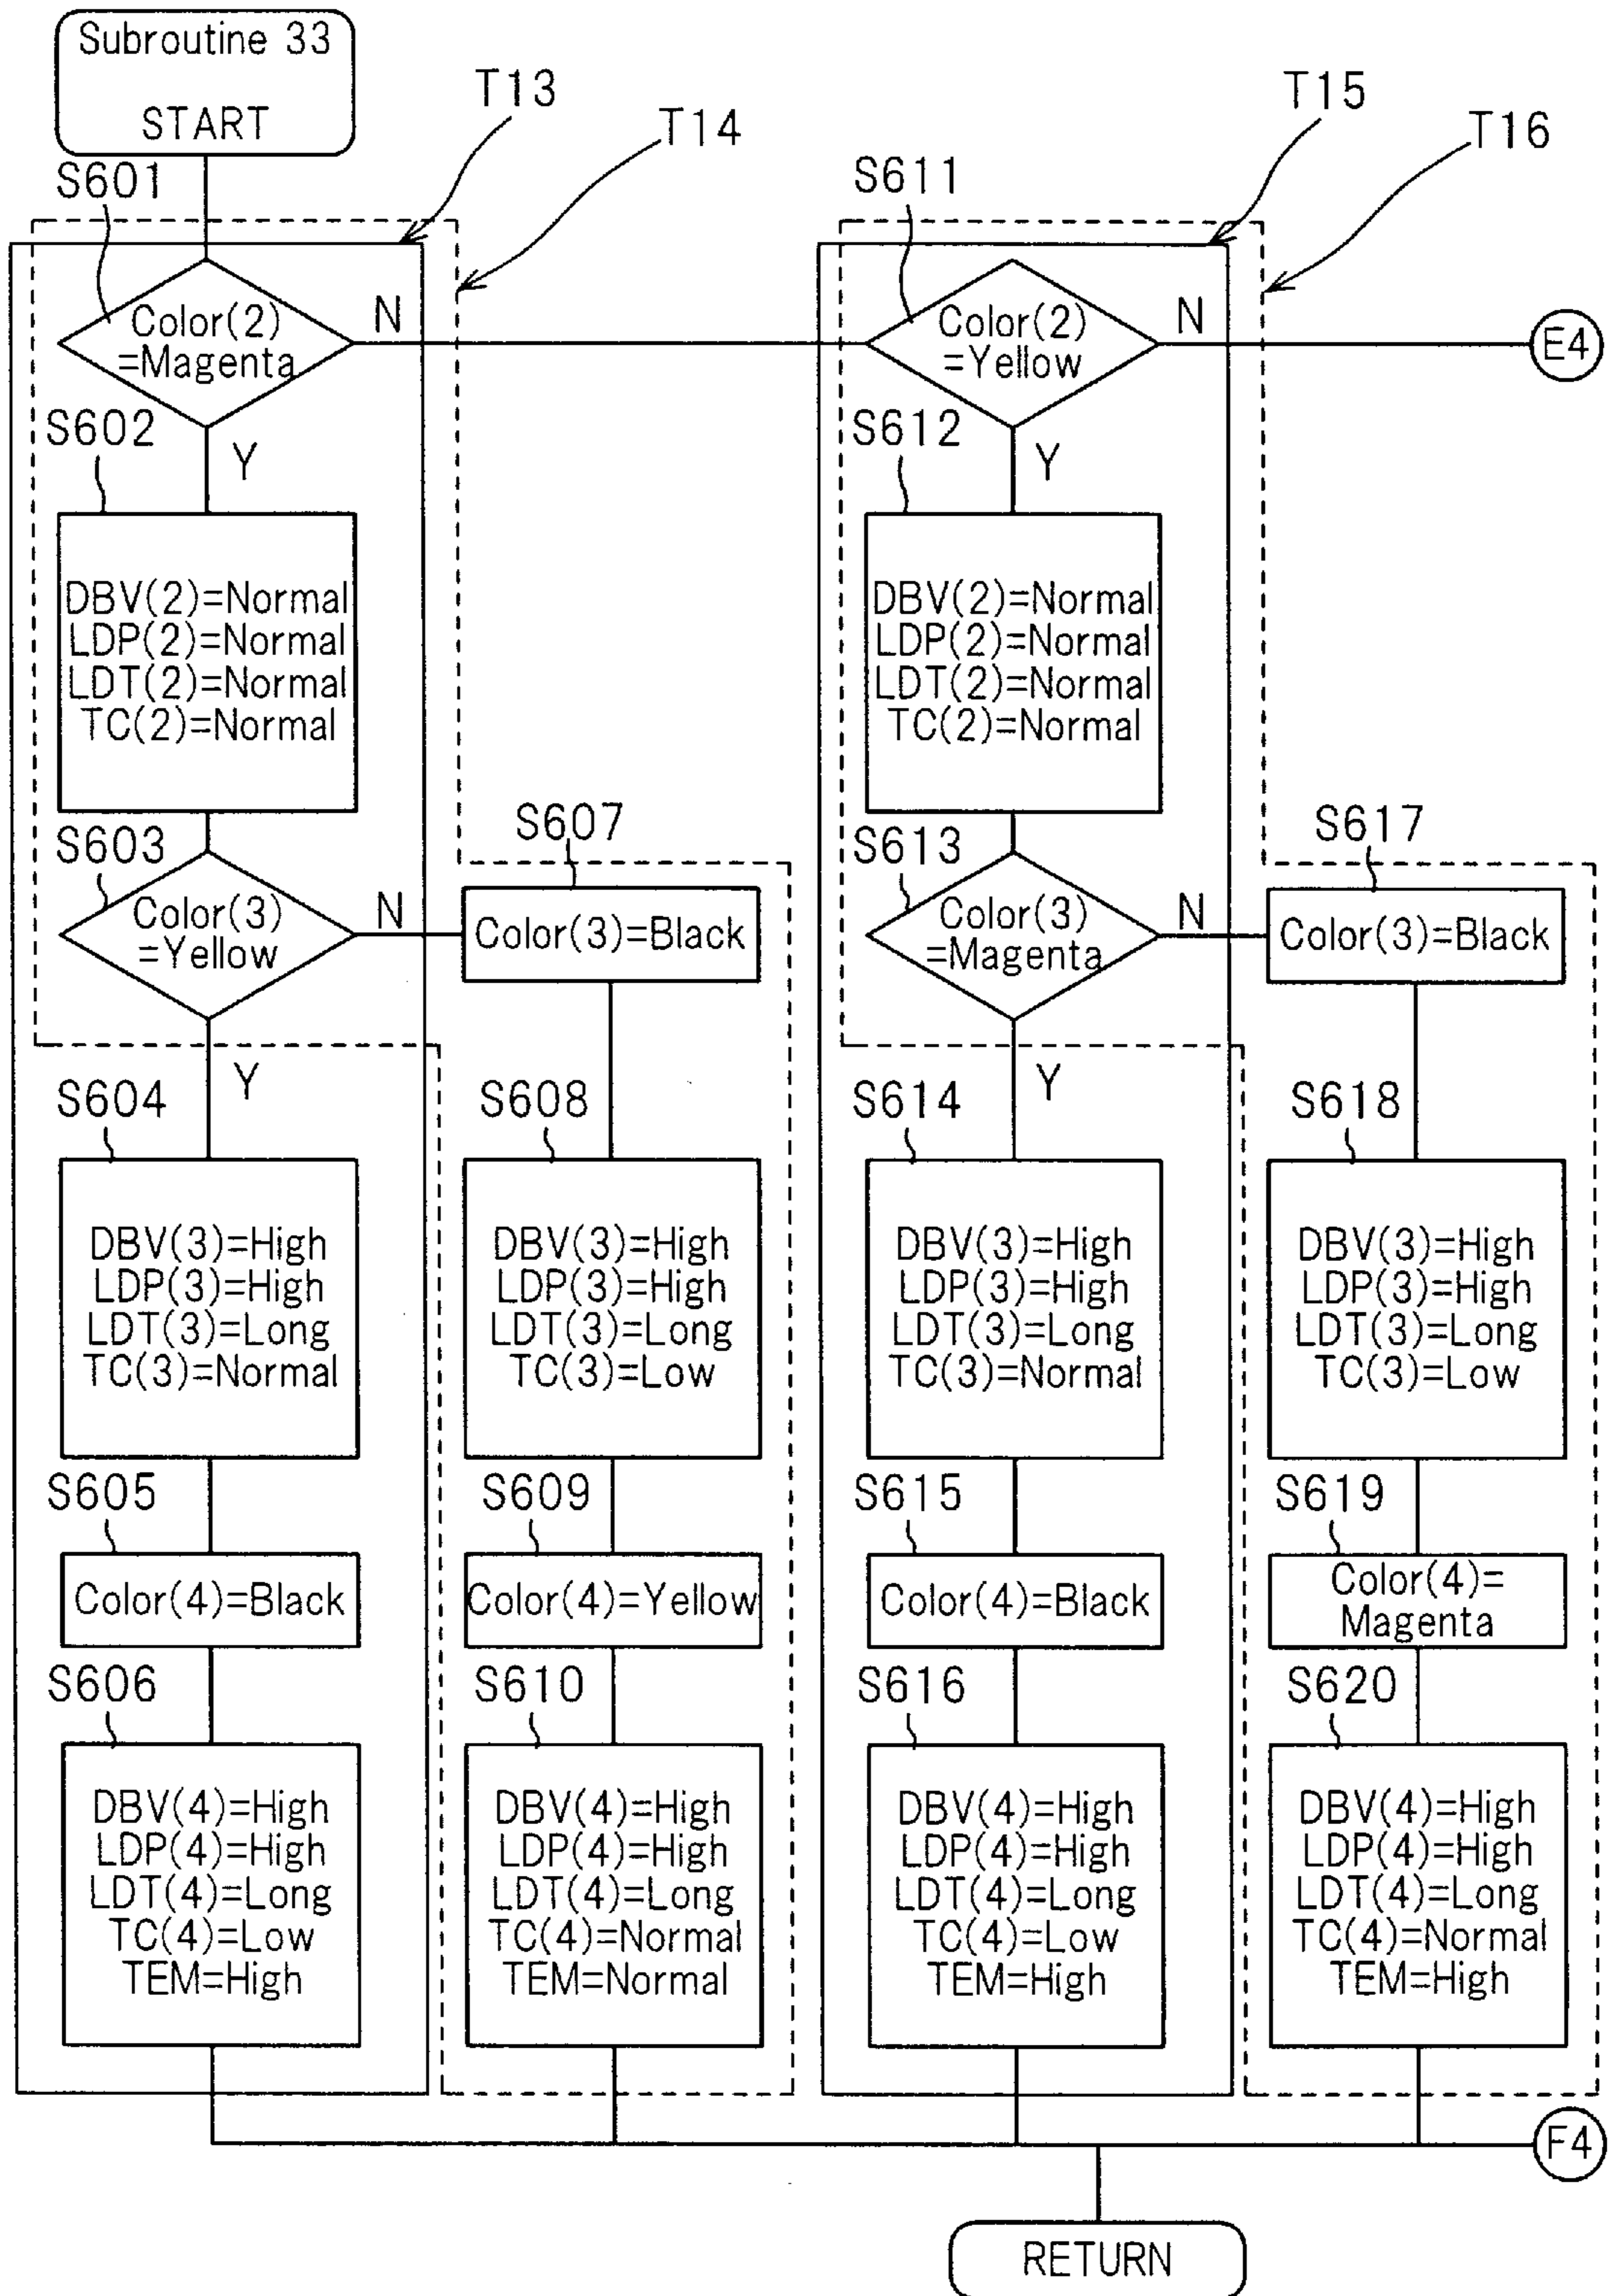 Subroutine 33
START
T13
T14
T15
T16
S601
Color(2)
=Magenta
N
Y
S602
DBV(2)=Normal
LDP(2)=Normal
LDT(2)=Normal
TC(2)=Normal
S603
Color(3)
=Yellow
N
Y
S604
DBV(3)=High
LDP(3)=High
LDT(3)=Long
TC(3)=Normal
S605
Color(4)=Black
S606
DBV(4)=High
LDP(4)=High
LDT(4)=Long
TC(4)=Low
TEM=High
S607
Color(3)=Black
S608
DBV(3)=High
LDP(3)=High
LDT(3)=Long
TC(3)=Low
S609
Color(4)=Yellow
S610
DBV(4)=High
LDP(4)=High
LDT(4)=Long
TC(4)=Normal
TEM=Normal
S611
Color(2)
=Yellow
N
E4
Y
S612
DBV(2)=Normal
LDP(2)=Normal
LDT(2)=Normal
TC(2)=Normal
S613
Color(3)
=Magenta
N
Y
S614
DBV(3)=High
LDP(3)=High
LDT(3)=Long
TC(3)=Normal
S615
Color(4)=Black
S616
DBV(4)=High
LDP(4)=High
LDT(4)=Long
TC(4)=Low
TEM=High
S617
Color(3)=Black
S618
DBV(3)=High
LDP(3)=High
LDT(3)=Long
TC(3)=Low
S619
Color(4)=
Magenta
S620
DBV(4)=High
LDP(4)=High
LDT(4)=Long
TC(4)=Normal
TEM=High
F4
RETURN